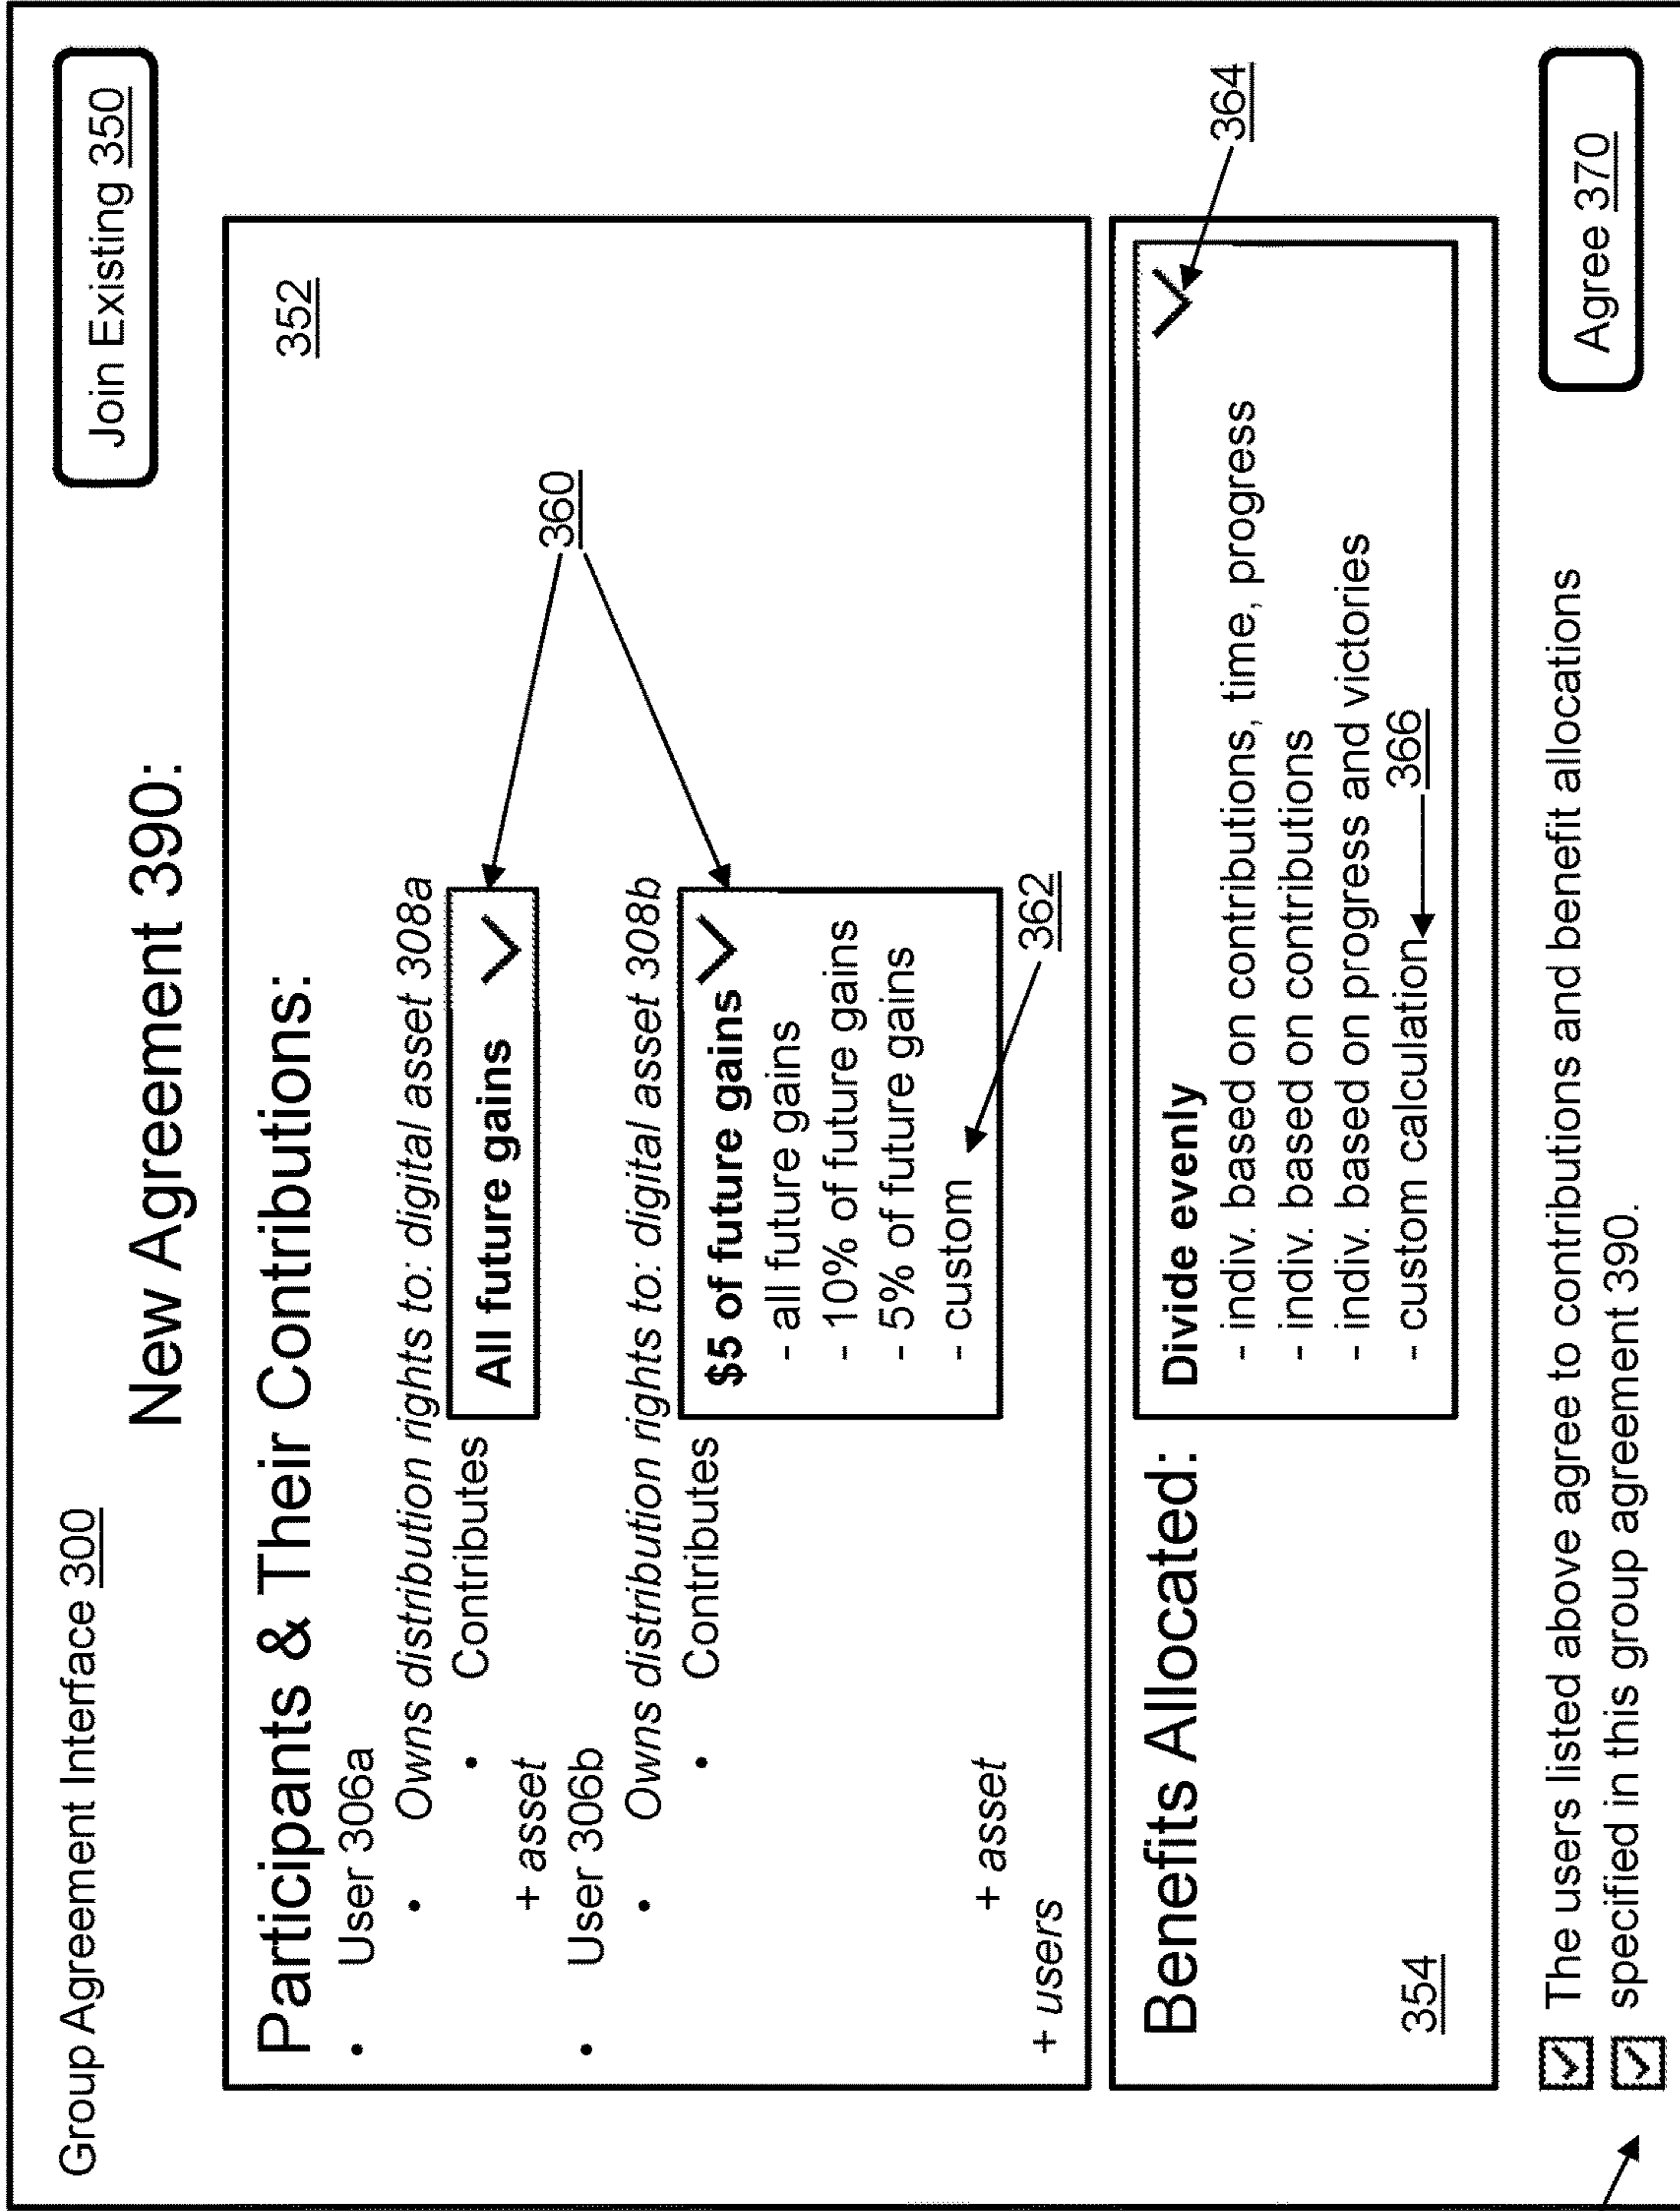 Group Agreement Interface 300
Join Existing 350
New Agreement 390:
Participants & Their Contributions:
352
• User 306a
• Owns distribution rights to: digital asset 308a
• Contributes
All future gains
360
+ asset
• User 306b
• Owns distribution rights to: digital asset 308b
• Contributes
$5 of future gains
- all future gains
- 10% of future gains
- 5% of future gains
- custom
362
+ asset
+ users
Benefits Allocated:
354
Divide evenly
364
- indiv. based on contributions, time, progress
- indiv. based on contributions
- indiv. based on progress and victories
- custom calculation
366
The users listed above agree to contributions and benefit allocations
specified in this group agreement 390.
Agree 370